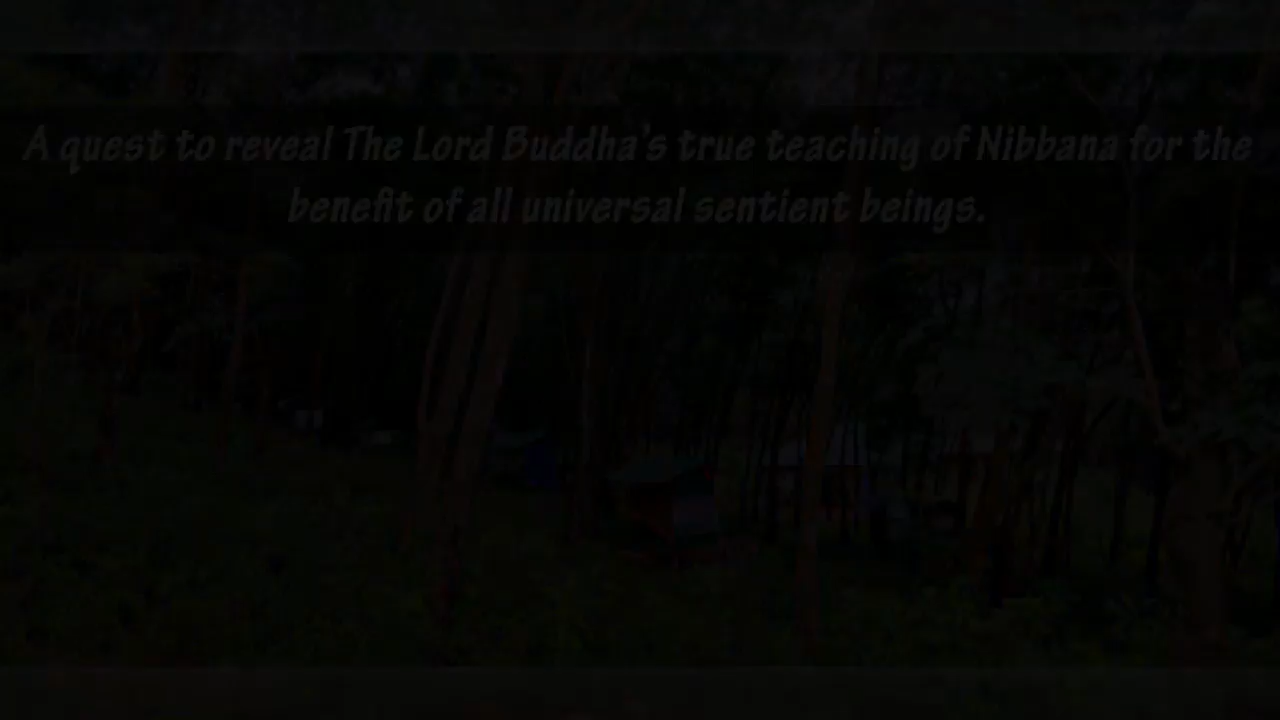 A quest to reveal The Lord Buddha's true teaching of Nibbana for the
benefit of all universal sentient beings.